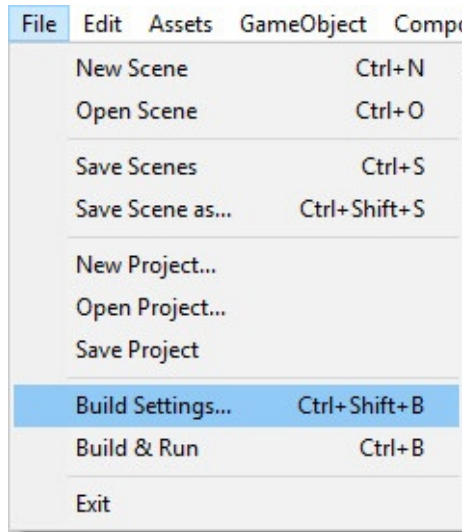 File Edit Assets GameObject
New Scene Ctrl+N
Open Scene Ctrl+O
Save Scenes Ctrl+S
Save Scene as... Ctrl+Shift+S
New Project...
Open Project...
Save Project
Build Settings... Ctrl+Shift+B
Build & Run Ctrl+B
Exit